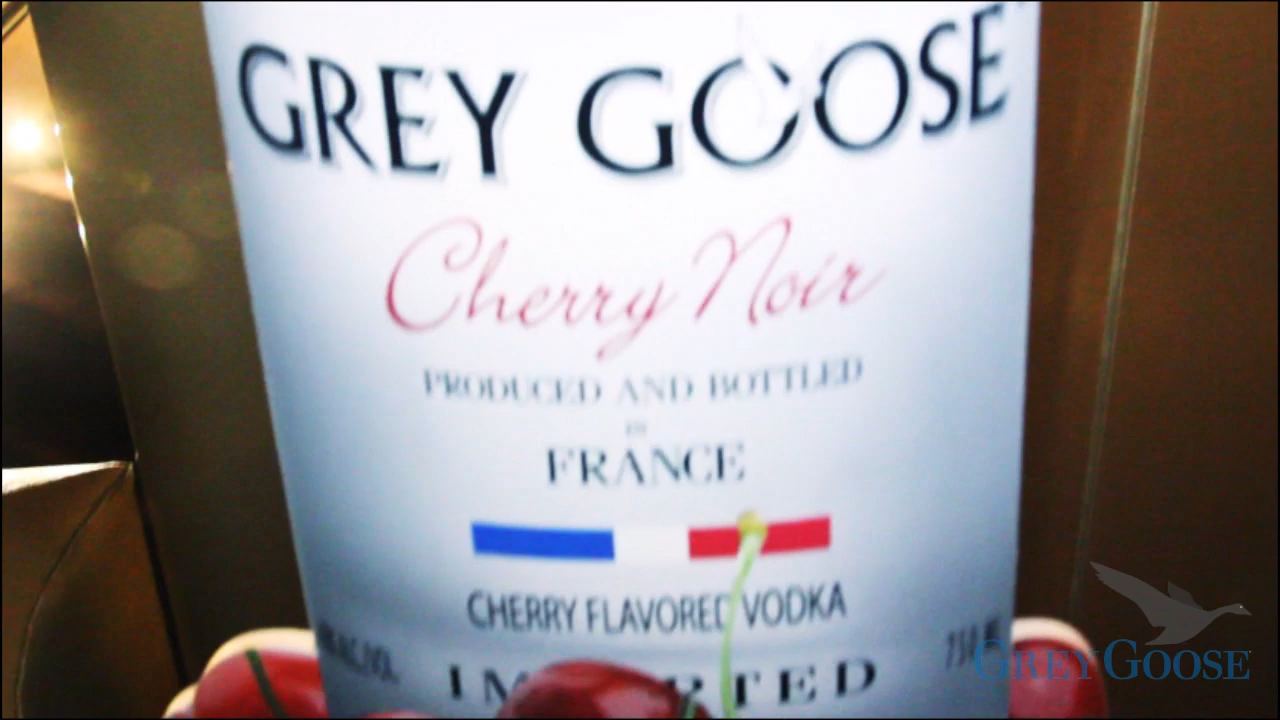 GREY GOOSE
Cherry Noir
PRODUCED AND BOTTLED
IN
FRANCE
CHERRY FLAVORED VODKA
IMPORTED
GREY GOOSE